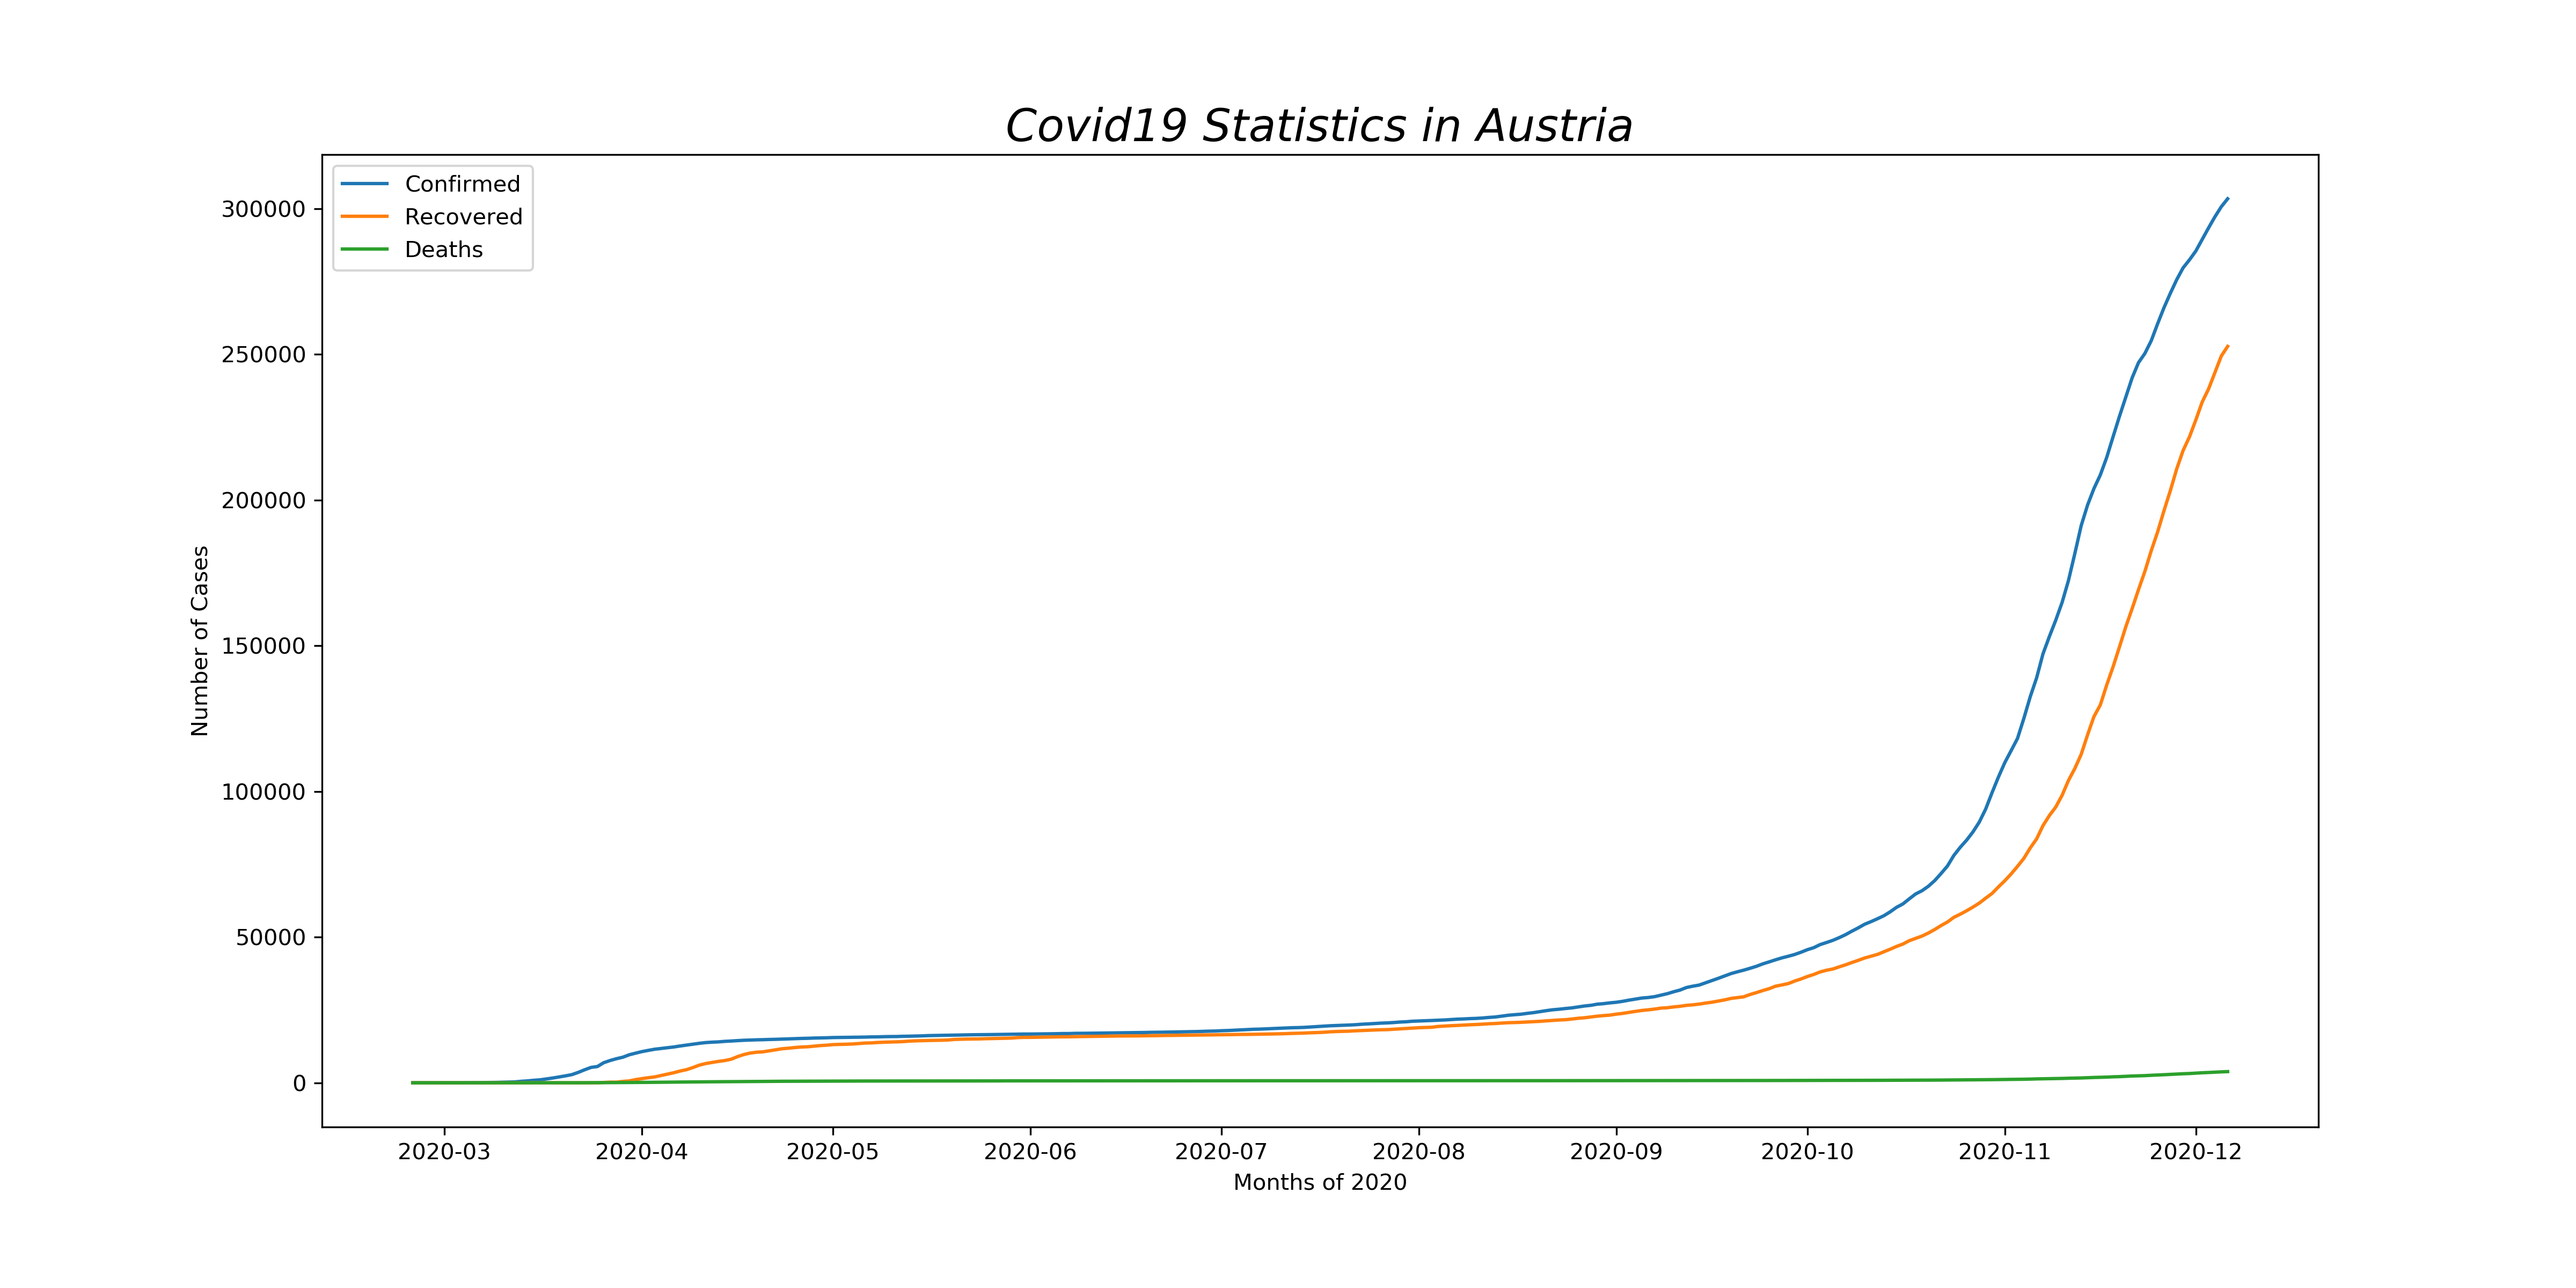 Covid19 Statistics in Austria
Confirmed
Recovered
Deaths
Number of Cases
300000
250000
200000
150000
100000
50000
0
2020-03 2020-04 2020-05 2020-06 2020-07 2020-08 2020-09 2020-10 2020-11 2020-12
Months of 2020